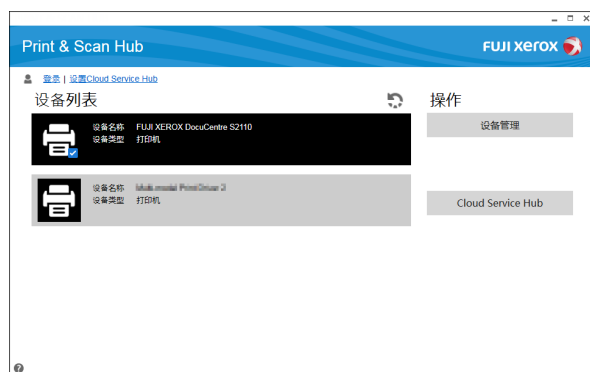 Print & Scan Hub
FUJI xerox
登录 | 设置Cloud Service Hub
设备列表
操作
设备名称 FUJI XEROX DocuCentre S2110
设备类型 打印机
设备管理
设备名称
设备类型 打印机
Cloud Service Hub